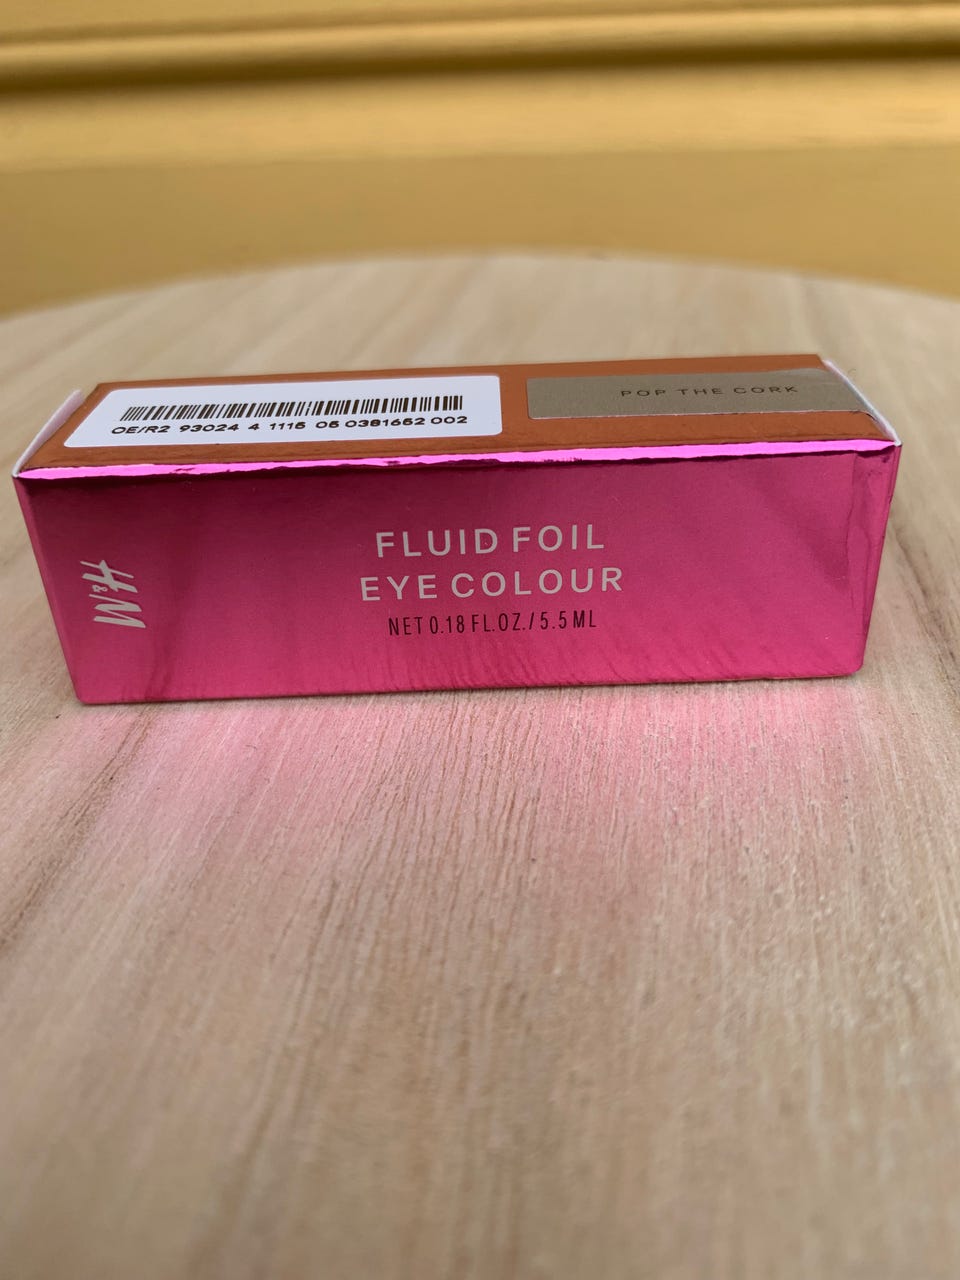 OE/R2 93024 4 1115 05 0381652 002
POP THE CORK
H&M
FLUID FOIL
EYE COLOUR
NET 0.18 FL.OZ./5.5 ML